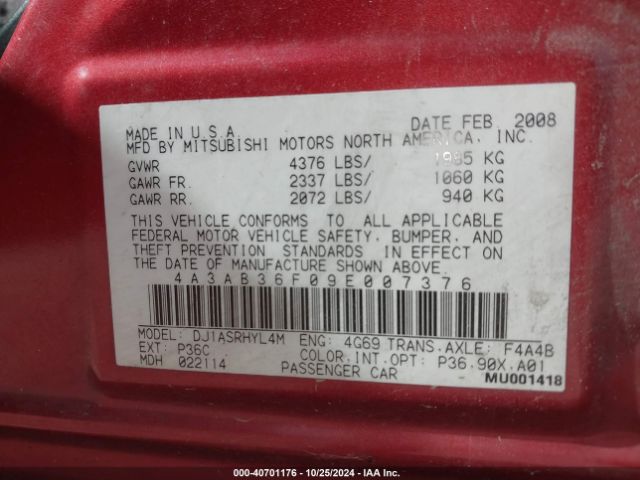 MADE IN U.S.A DATE FEB, 2008
MFD BY MITSUBISHI MOTORS NORTH AMERICA, INC.
GVWR 4376 LBS/ 1985 KG
GAWR FR. 2337 LBS/ 1060 KG
GAWR RR. 2072 LBS/ 940 KG
THIS VEHICLE CONFORMS TO ALL APPLICABLE
FEDERAL MOTOR VEHICLE SAFETY, BUMPER, AND
THEFT PREVENTION STANDARDS IN EFFECT ON
THE DATE OF MANUFACTURE SHOWN ABOVE.
4A3AB36F09E007376
MODEL: DJ1ASRHYL4M ENG: 4G69 TRANS.AXLE: F4A4B
EXT: P36C COLOR.INT.OPT: P36.90X.A01
MDH 022114 PASSENGER CAR
MU001418
000-40701176 - 10/25/2024 - IAA Inc.